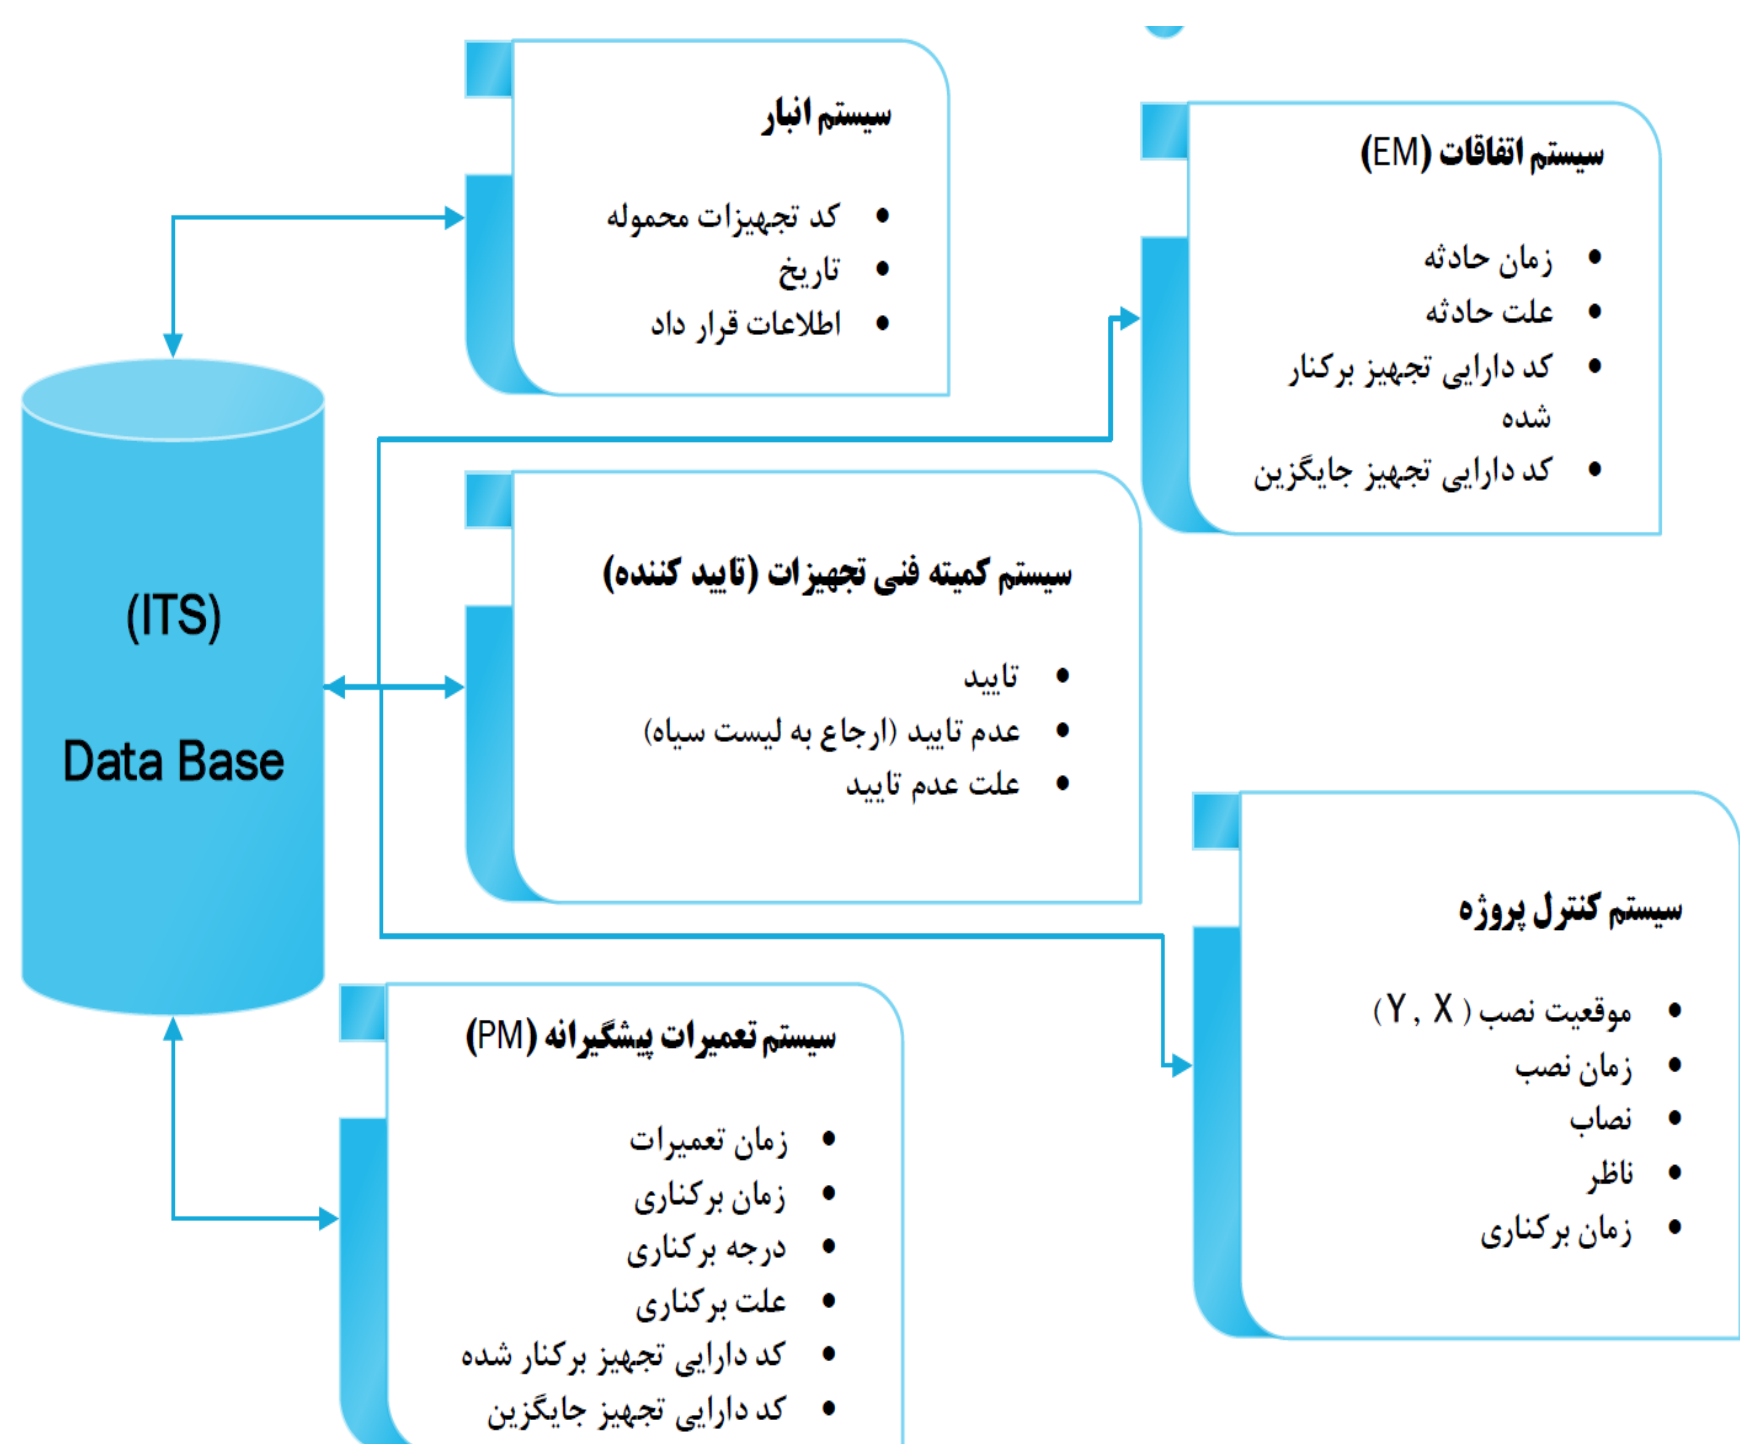 سیستم انبار
• کد تجهیزات محموله
• تاریخ
• اطلاعات قرار داد
سیستم اتفاقات (EM)
• زمان حادثه
• علت حادثه
• کد دارایی تجهیز برکنار
شده
• کد دارایی تجهیز جایگزین
(ITS)
Data Base
سیستم کمیته فنی تجهیزات (تایید کننده)
• تایید
• عدم تایید (ارجاع به لیست سیاه)
• علت عدم تایید
سیستم کنترل پروژه
• موقعیت نصب ( Y , X )
• زمان نصب
• نصاب
• ناظر
• زمان برکناری
سیستم تعمیرات پیشگیرانه (PM)
• زمان تعمیرات
• زمان برکناری
• درجه برکناری
• علت برکناری
• کد دارایی تجهیز برکنار شده
• کد دارایی تجهیز جایگزین